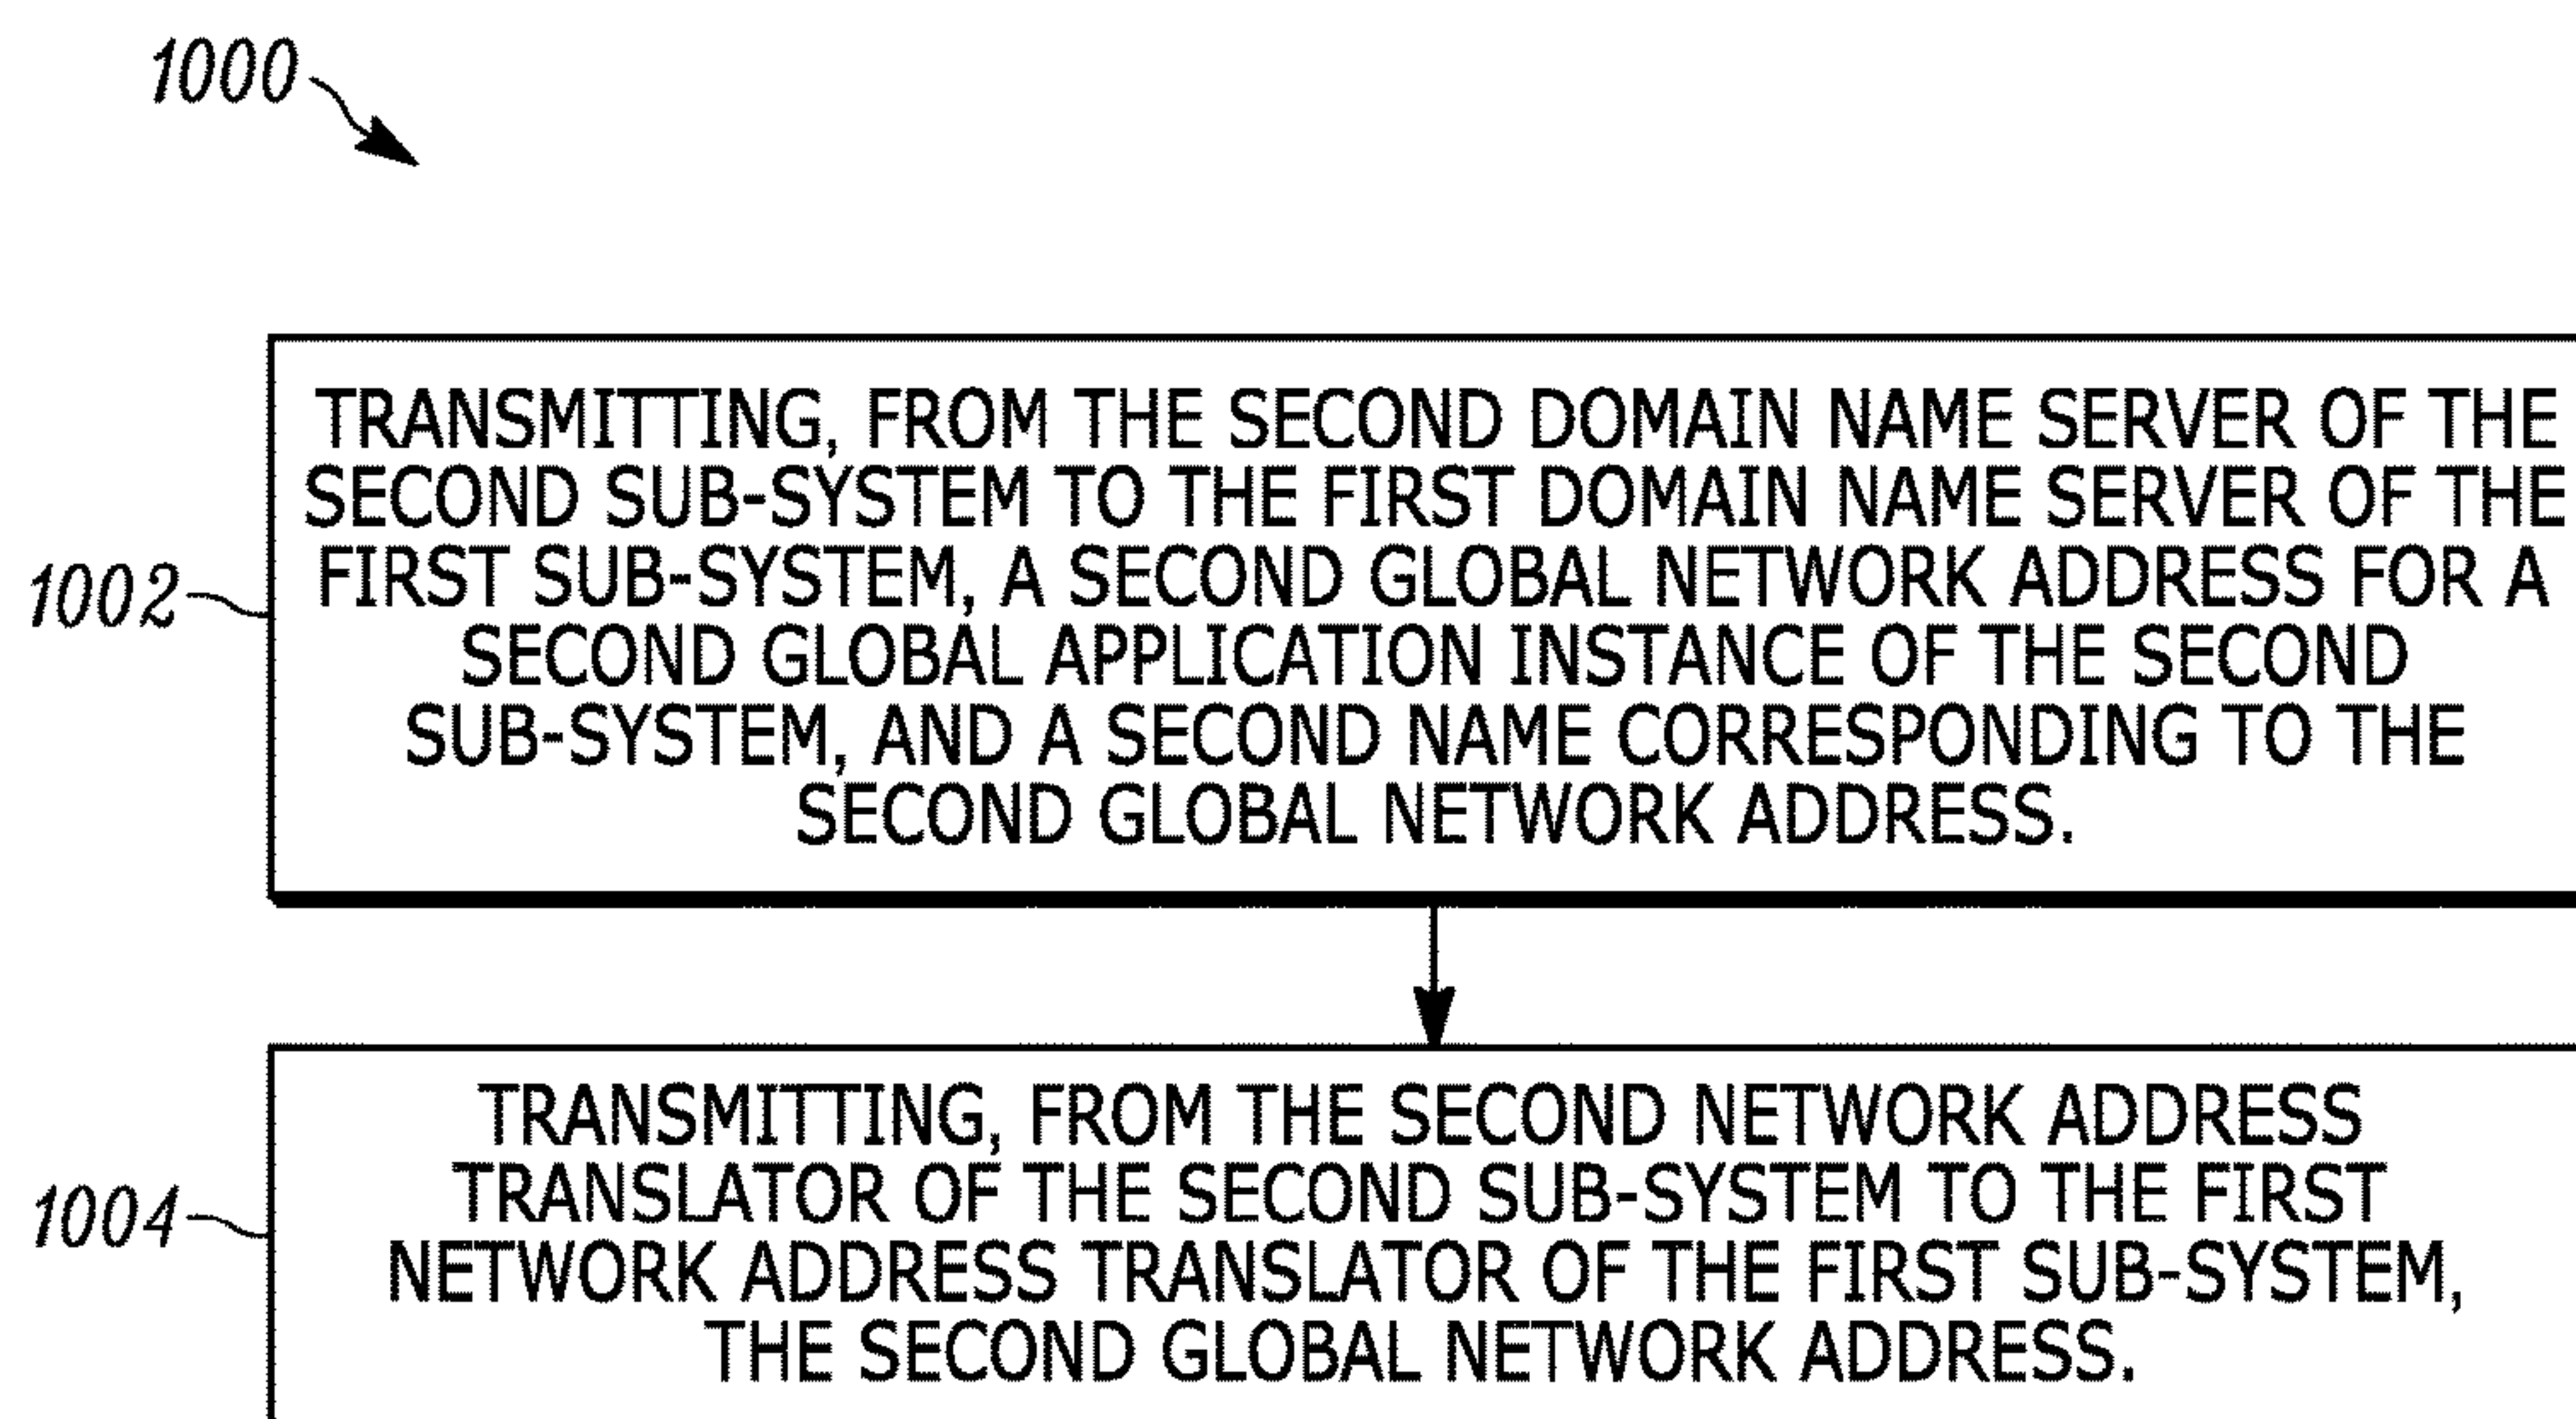 1000
TRANSMITTING, FROM THE SECOND DOMAIN NAME SERVER OF THE
SECOND SUB-SYSTEM TO THE FIRST DOMAIN NAME SERVER OF THE
FIRST SUB-SYSTEM, A SECOND GLOBAL NETWORK ADDRESS FOR A
SECOND GLOBAL APPLICATION INSTANCE OF THE SECOND
SUB-SYSTEM, AND A SECOND NAME CORRESPONDING TO THE
SECOND GLOBAL NETWORK ADDRESS.
1002
TRANSMITTING, FROM THE SECOND NETWORK ADDRESS
TRANSLATOR OF THE SECOND SUB-SYSTEM TO THE FIRST
NETWORK ADDRESS TRANSLATOR OF THE FIRST SUB-SYSTEM,
THE SECOND GLOBAL NETWORK ADDRESS.
1004